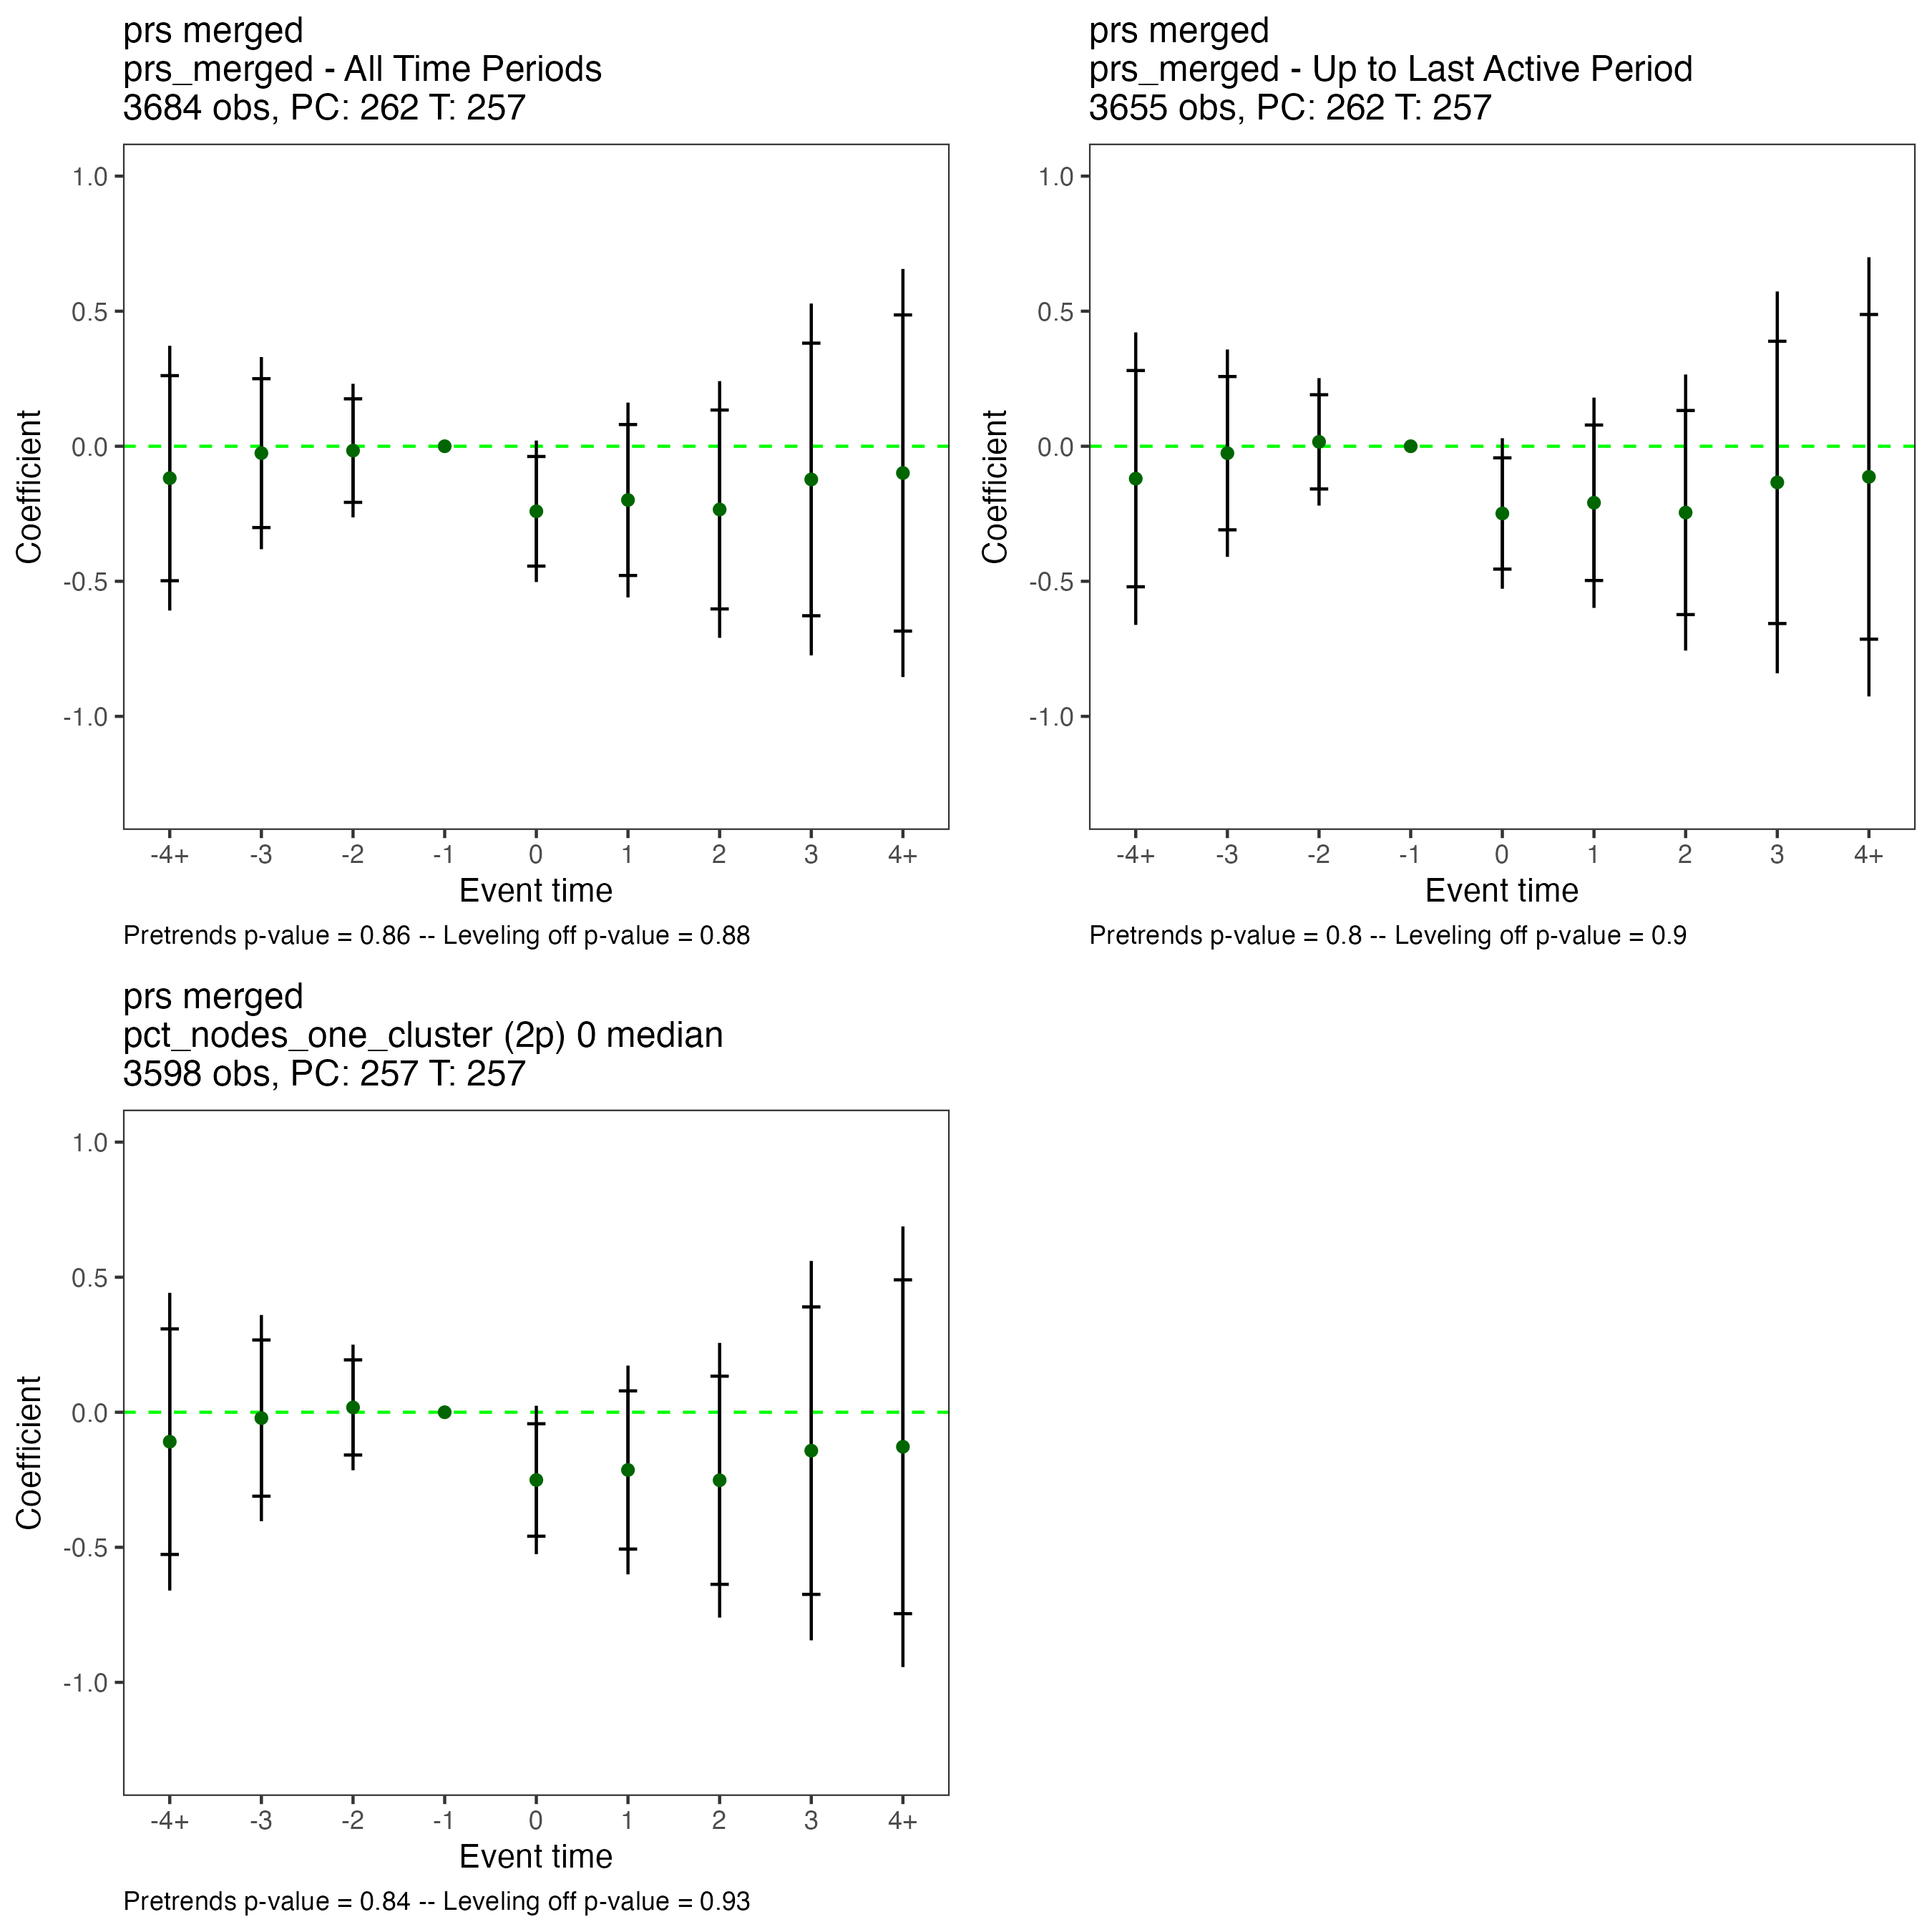 prs merged
prs_merged - All Time Periods
3684 obs, PC: 262 T: 257
1.0
0.5
0.0
-0.5
-1.0
Coefficient
-4+ -3 -2 -1 0 1 2 3 4+
Event time
Pretrends p-value = 0.86 -- Leveling off p-value = 0.88
prs merged
prs_merged - Up to Last Active Period
3655 obs, PC: 262 T: 257
1.0
0.5
0.0
-0.5
-1.0
Coefficient
-4+ -3 -2 -1 0 1 2 3 4+
Event time
Pretrends p-value = 0.8 -- Leveling off p-value = 0.9
prs merged
pct_nodes_one_cluster (2p) 0 median
3598 obs, PC: 257 T: 257
1.0
0.5
0.0
-0.5
-1.0
Coefficient
-4+ -3 -2 -1 0 1 2 3 4+
Event time
Pretrends p-value = 0.84 -- Leveling off p-value = 0.93